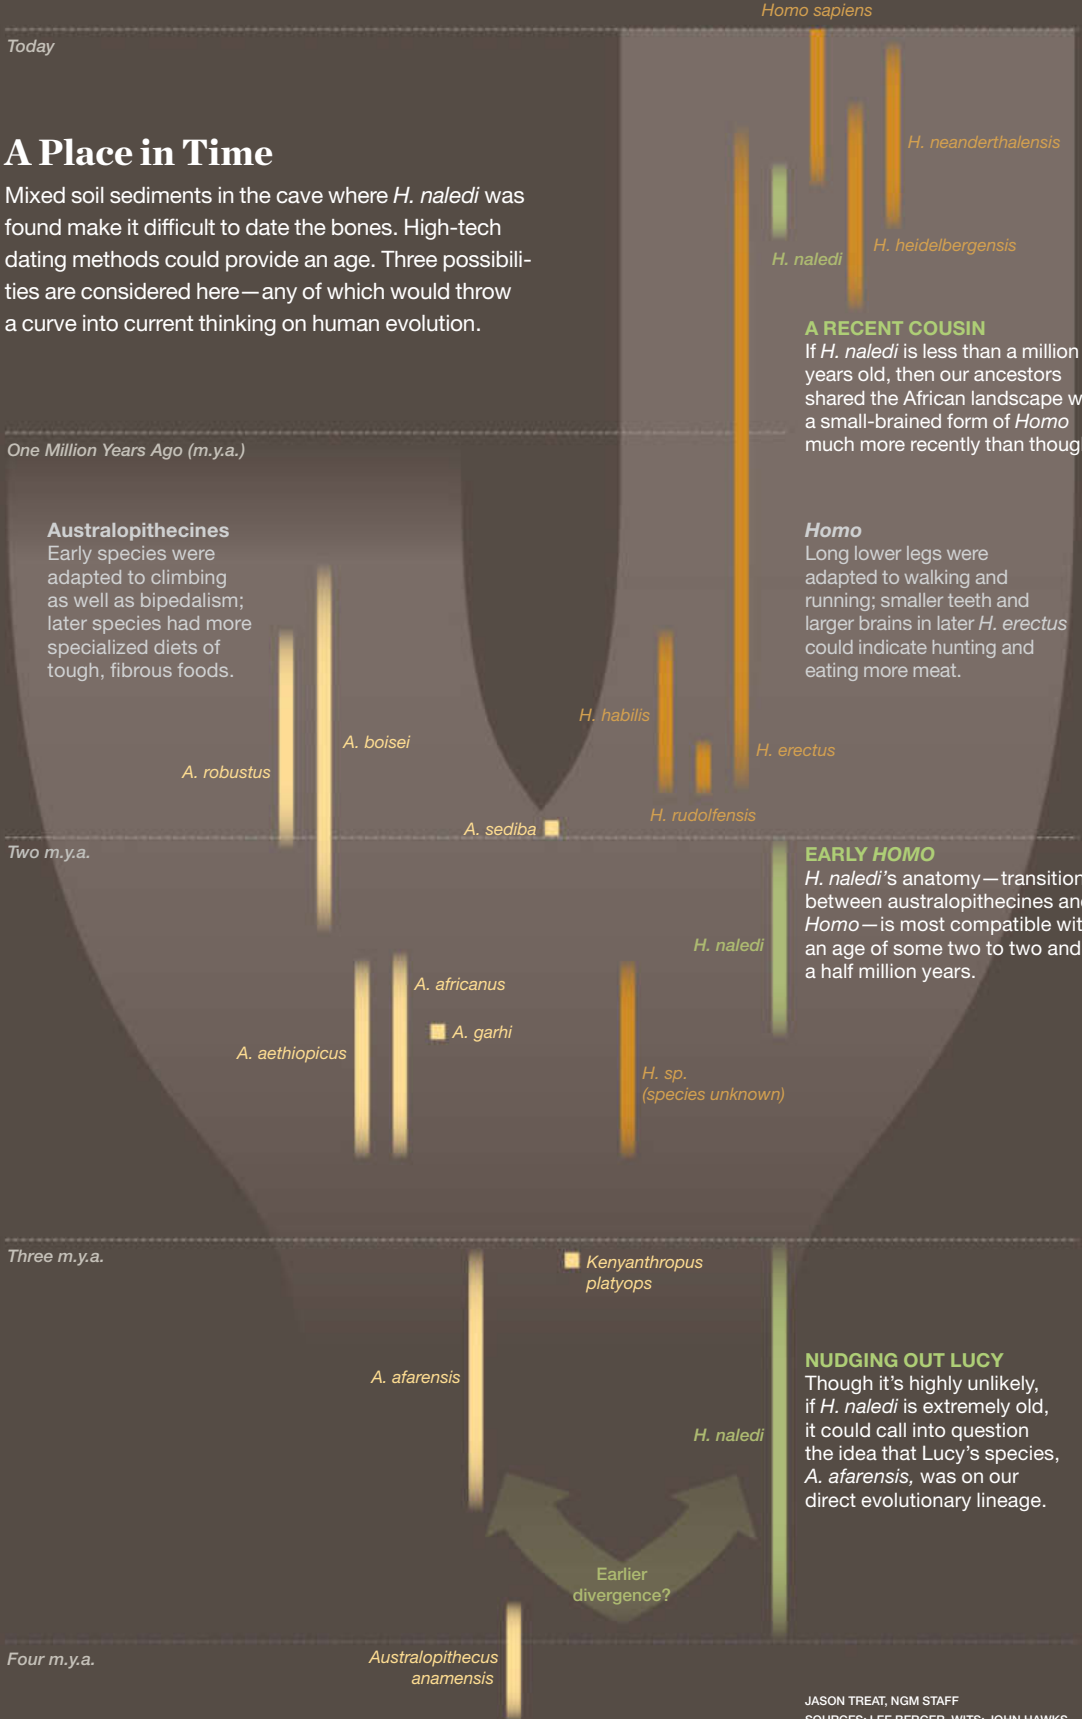 Homo sapiens
Today
A Place in Time
Mixed soil sediments in the cave where H. naledi was
found make it difficult to date the bones. High-tech
dating methods could provide an age. Three possibili-
ties are considered here—any of which would throw
a curve into current thinking on human evolution.
H. neanderthalensis
H. heidelbergensis
H. naledi
A RECENT COUSIN
If H. naledi is less than a million
years old, then our ancestors
shared the African landscape w
a small-brained form of Homo
much more recently than thoug
One Million Years Ago (m.y.a.)
Australopithecines
Early species were
adapted to climbing
as well as bipedalism;
later species had more
specialized diets of
tough, fibrous foods.
Homo
Long lower legs were
adapted to walking and
running; smaller teeth and
larger brains in later H. erectus
could indicate hunting and
eating more meat.
H. habilis
A. boisei
H. erectus
A. robustus
H. rudolfensis
A. sediba
Two m.y.a.
EARLY HOMO
H. naledi's anatomy—transition
between australopithecines an
Homo—is most compatible wit
an age of some two to two and
a half million years.
H. naledi
A. africanus
A. garhi
A. aethiopicus
H. sp.
(species unknown)
Three m.y.a.
Kenyanthropus
platyops
A. afarensis
NUDGING OUT LUCY
Though it's highly unlikely,
if H. naledi is extremely old,
it could call into question
the idea that Lucy's species,
A. afarensis, was on our
direct evolutionary lineage.
H. naledi
Earlier
divergence?
Four m.y.a.
Australopithecus
anamensis
JASON TREAT, NGM STAFF
SOURCES: LEE BERGER, WITS; JOHN HAWKS